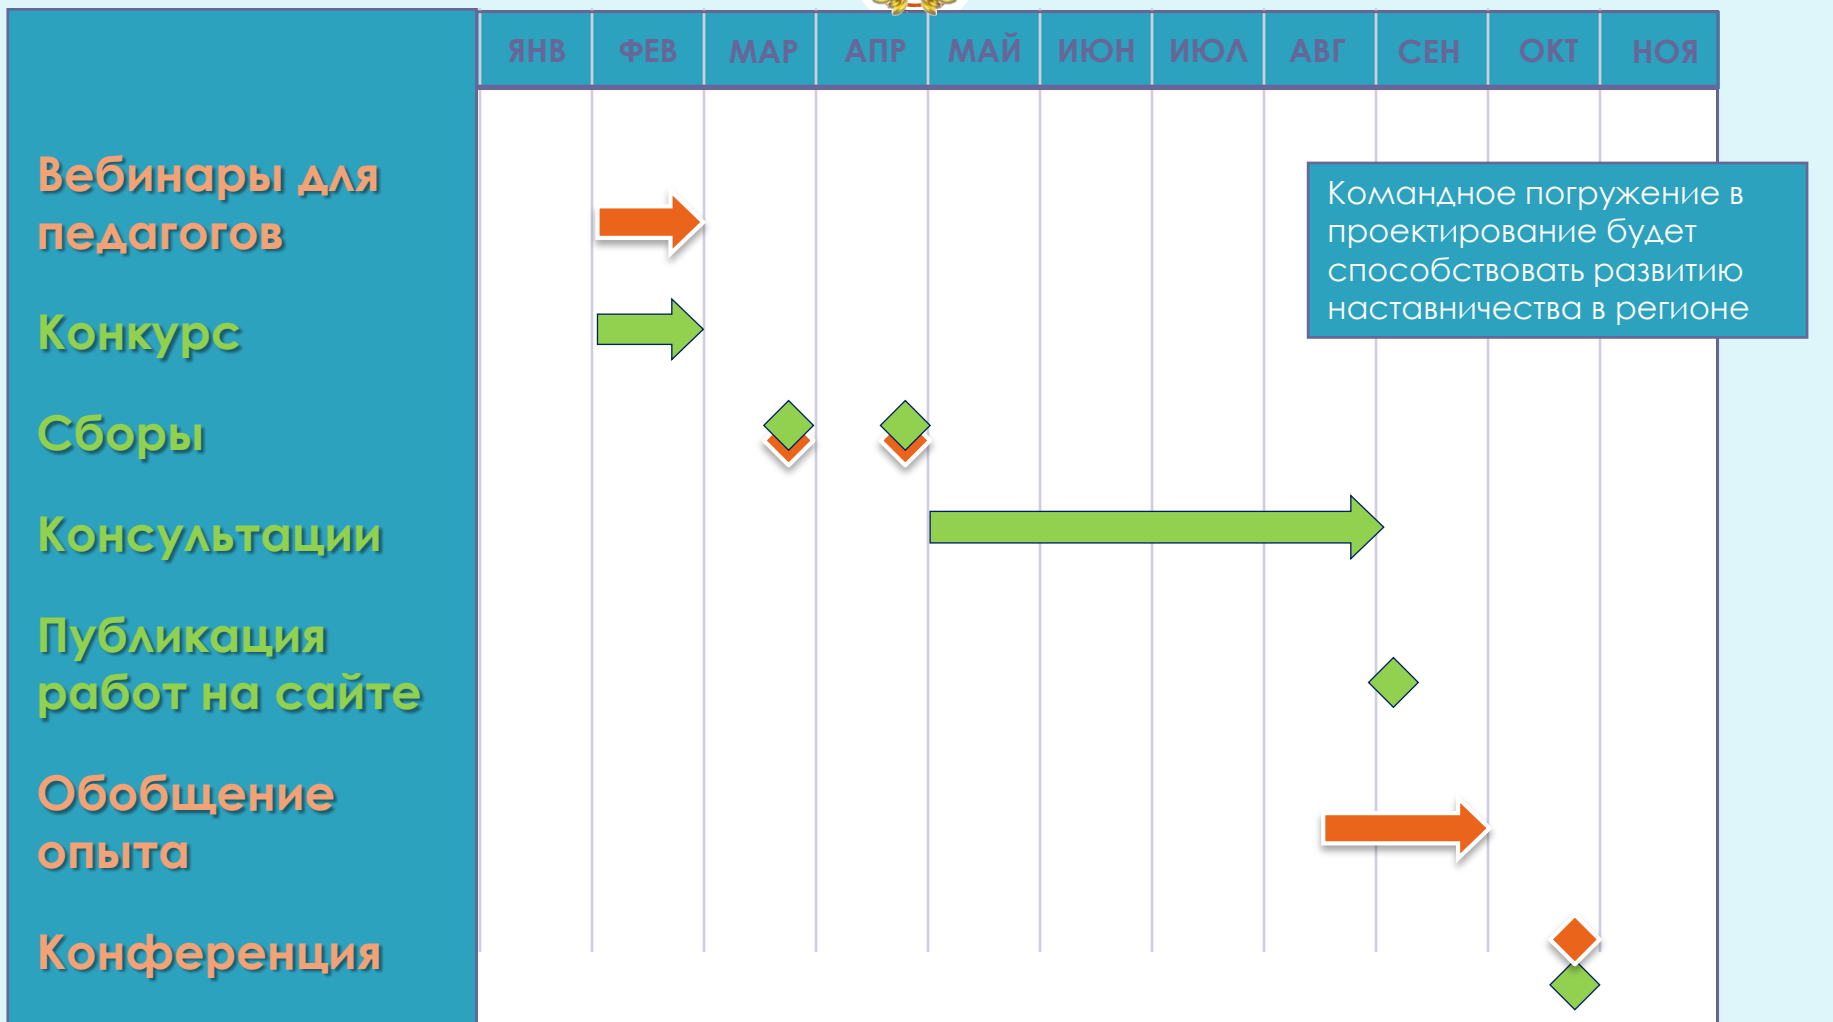 ЯНВ ФЕВ МАР АПР МАЙ ИЮН ИЮЛ АВГ СЕН ОКТ НОЯ
Вебинары для
педагогов
Командное погружение в
проектирование будет
способствовать развитию
наставничества в регионе
Конкурс
Сборы
Консультации
Публикация
работ на сайте
Обобщение
опыта
Конференция